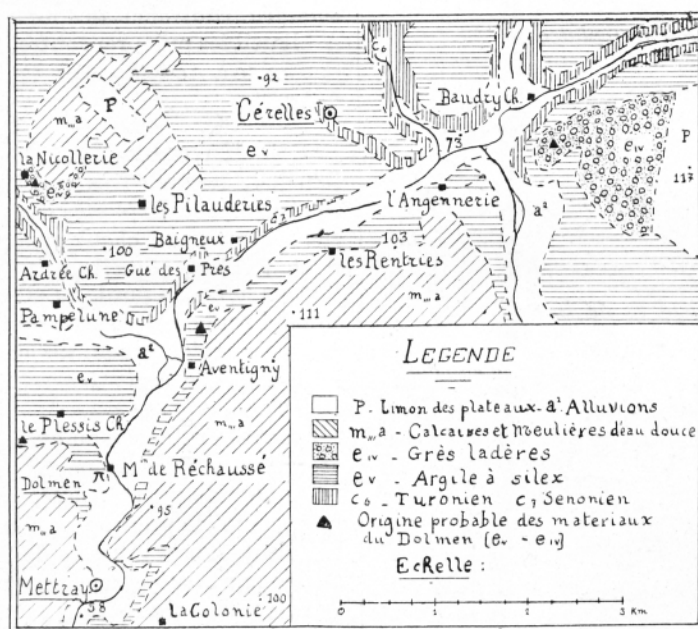 c₆
.92
P
Cérelles
Baudry Ch.
73
m‚‚‚a
eᵥ
eᵢᵥ
P
117
la Nicollerie
eᵢᵥ
les Pilauderies
l'Angennerie
a²
Baigneux
.100
103
Ardrée Ch.
Gué des Prés
les Rentries
Pampelune
eᵥ
m‚‚‚a
.111
a²
Aventigny
eᵥ
le Plessis Ch.
m‚‚‚a
Mⁱⁿ de Réchaussé
Dolmen
π
.95
m‚‚‚a
Mettray
58
La Colonie
.100
LEGENDE
P. Limon des plateaux - a² Alluvions
m‚‚‚a - Calcaires et Meulières d'eau douce
eᵢᵥ - Grès ladères
eᵥ - Argile à silex
c₆ - Turonien c₇ Sénonien
Origine probable des materiaux
du Dolmen [eᵥ - eᵢᵥ]
Echelle :
0 1 2 3 Km